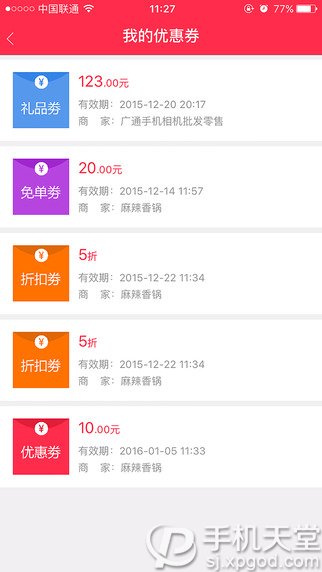 中国联通
11:27
77%
我的优惠券
¥
礼品券
123.00元
有效期：2015-12-20 20:17
商　家：广通手机相机批发零售
¥
免单券
20.00元
有效期：2015-12-14 11:57
商　家：麻辣香锅
¥
折扣券
5折
有效期：2015-12-22 11:34
商　家：麻辣香锅
¥
折扣券
5折
有效期：2015-12-22 11:34
商　家：麻辣香锅
¥
优惠券
10.00元
有效期：2016-01-05 11:33
商　家：麻辣香锅
手机天堂
sj.xpgod.com